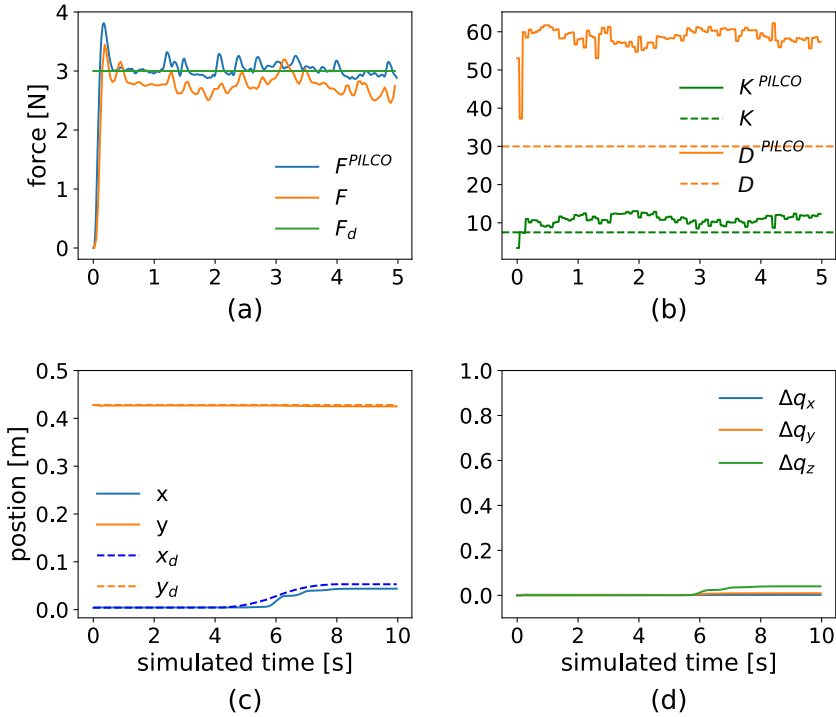 4
3
2
1
0
force [N]
F^PILCO
F
F_d
0
1
2
3
4
5
(a)
60
50
40
30
20
10
K^PILCO
K
D^PILCO
D
0
1
2
3
4
5
(b)
0.5
0.4
0.3
0.2
0.1
0.0
postion [m]
x
y
x_d
y_d
0
2
4
6
8
10
simulated time [s]
(c)
1.0
0.8
0.6
0.4
0.2
0.0
Δq_x
Δq_y
Δq_z
0
2
4
6
8
10
simulated time [s]
(d)